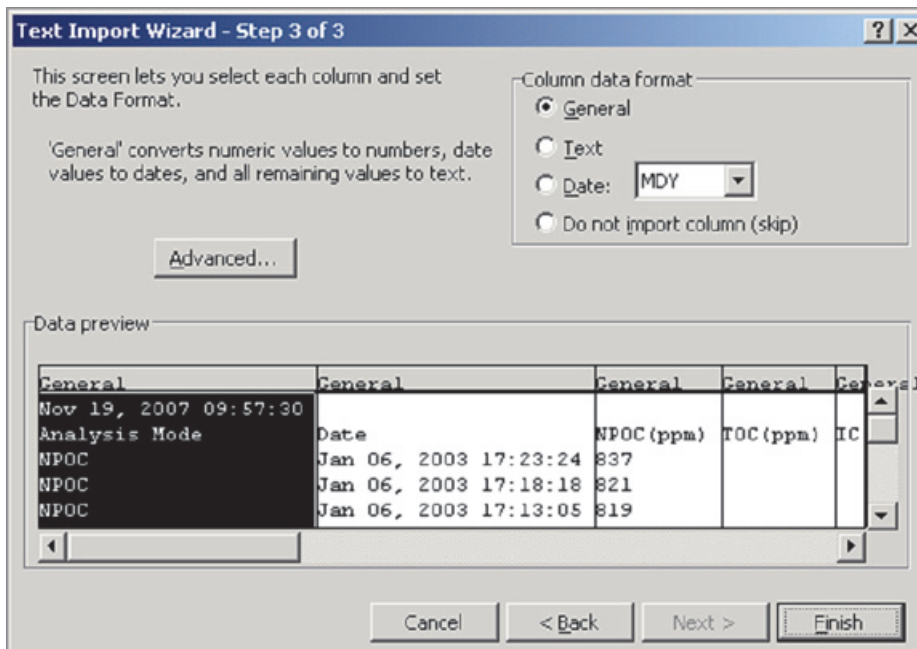 Text Import Wizard - Step 3 of 3
This screen lets you select each column and set
the Data Format.
'General' converts numeric values to numbers, date
values to dates, and all remaining values to text.
Advanced...
Column data format
General
Text
Date: MDY
Do not import column (skip)
Data preview
General General General General General
Nov 19, 2007 09:57:30
Analysis Mode Date NPOC(ppm) TOC(ppm) IC
NPOC Jan 06, 2003 17:23:24 837
NPOC Jan 06, 2003 17:18:18 821
NPOC Jan 06, 2003 17:13:05 819
Cancel < Back Next > Finish